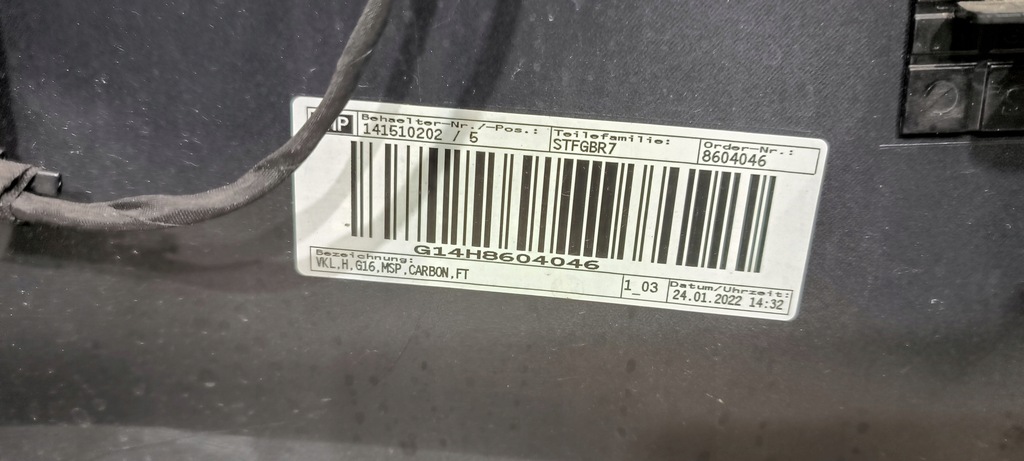 Behaelter-Nr./-Pos.: Teilefamilie: Order-Nr.:
141510202 / 5 STFGBR7 8604046
G14H8604046
Bezeichnung: Datum/Uhrzeit:
VKL,H,G16,MSP,CARBON,FT 1_03 24.01.2022 14:32